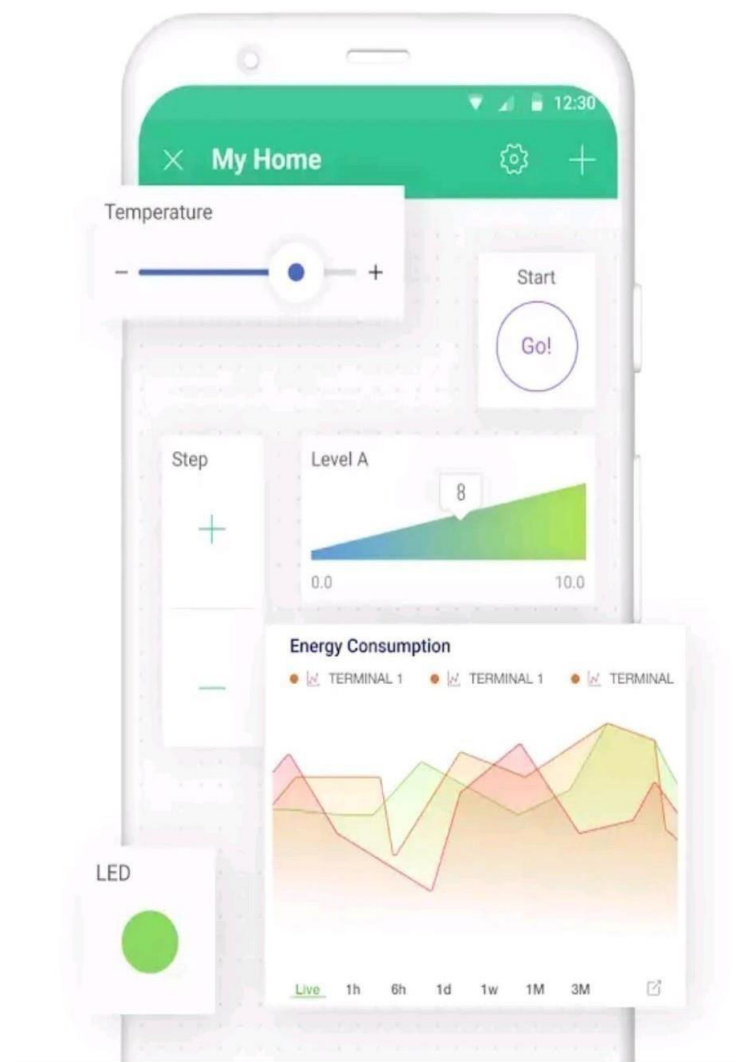 12:30
My Home
Temperature
− +
Start
Go!
Step
+
−
Level A
8
0.0 10.0
Energy Consumption
TERMINAL 1 TERMINAL 1 TERMINAL
LED
Live 1h 6h 1d 1w 1M 3M